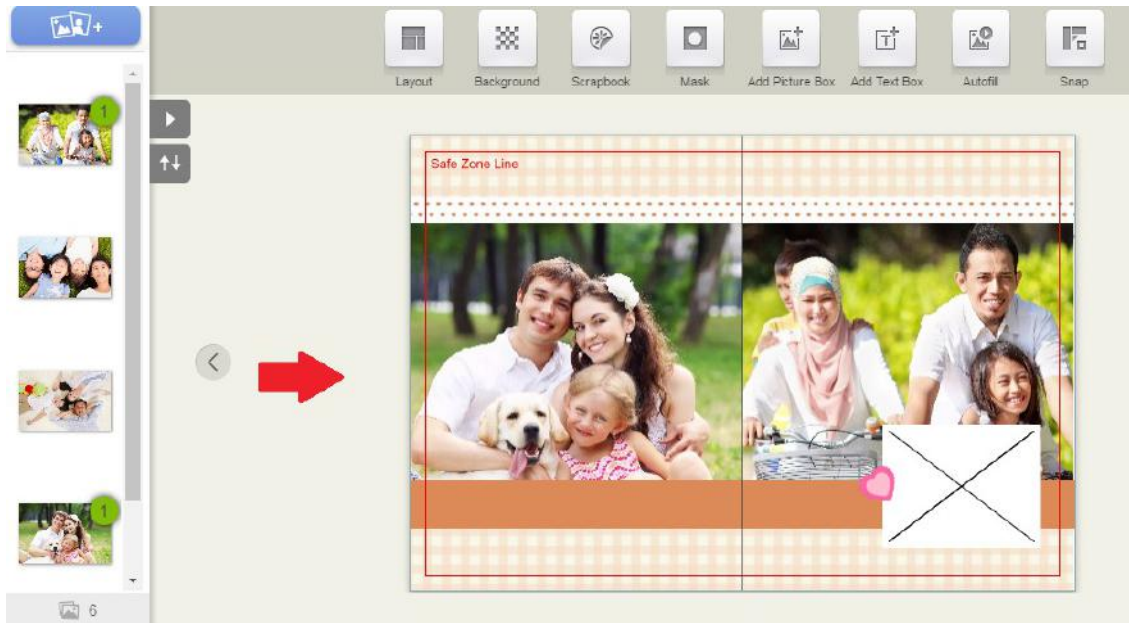 Layout
Background
Scrapbook
Mask
Add Picture Box
Add Text Box
Autofill
Snap
1
Safe Zone Line
1
6